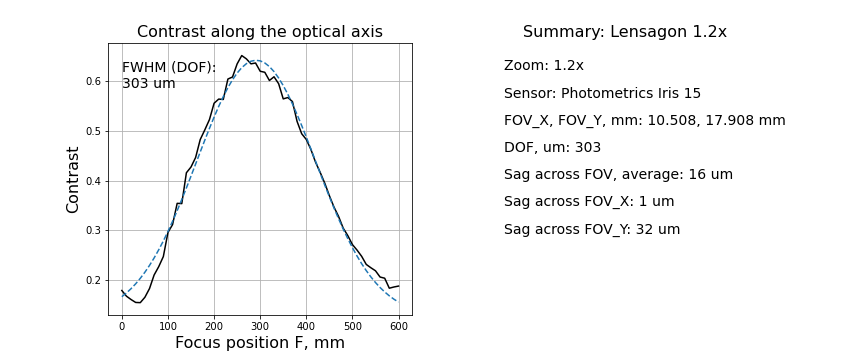 Contrast along the optical axis
FWHM (DOF):
303 um
0.6
0.5
0.4
0.3
0.2
Contrast
0 100 200 300 400 500 600
Focus position F, mm
Summary: Lensagon 1.2x
Zoom: 1.2x
Sensor: Photometrics Iris 15
FOV_X, FOV_Y, mm: 10.508, 17.908 mm
DOF, um: 303
Sag across FOV, average: 16 um
Sag across FOV_X: 1 um
Sag across FOV_Y: 32 um